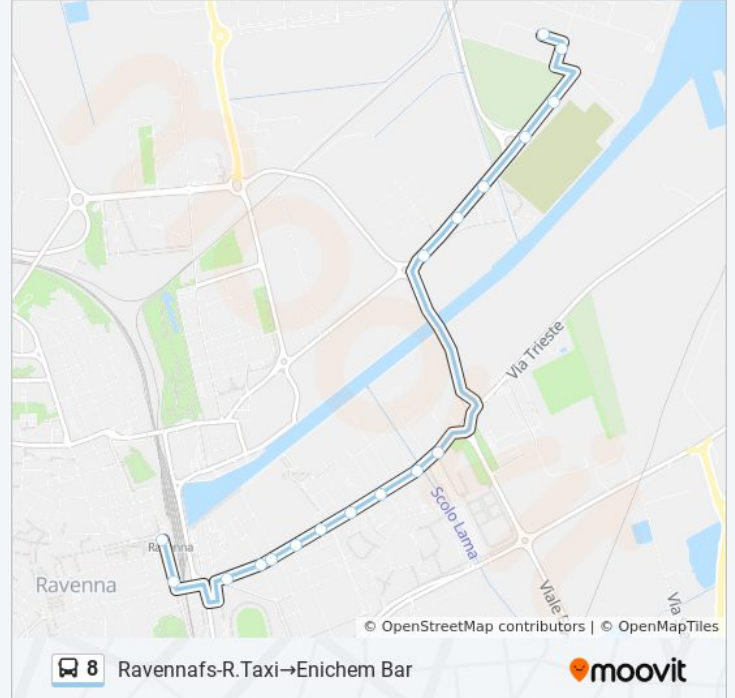 Via Trieste
Scolo Lama
Ravenna
Ravenna
Viale
Via
© OpenStreetMap contributors | © OpenMapTiles
8 Ravennafs-R.Taxi→Enichem Bar
moovit